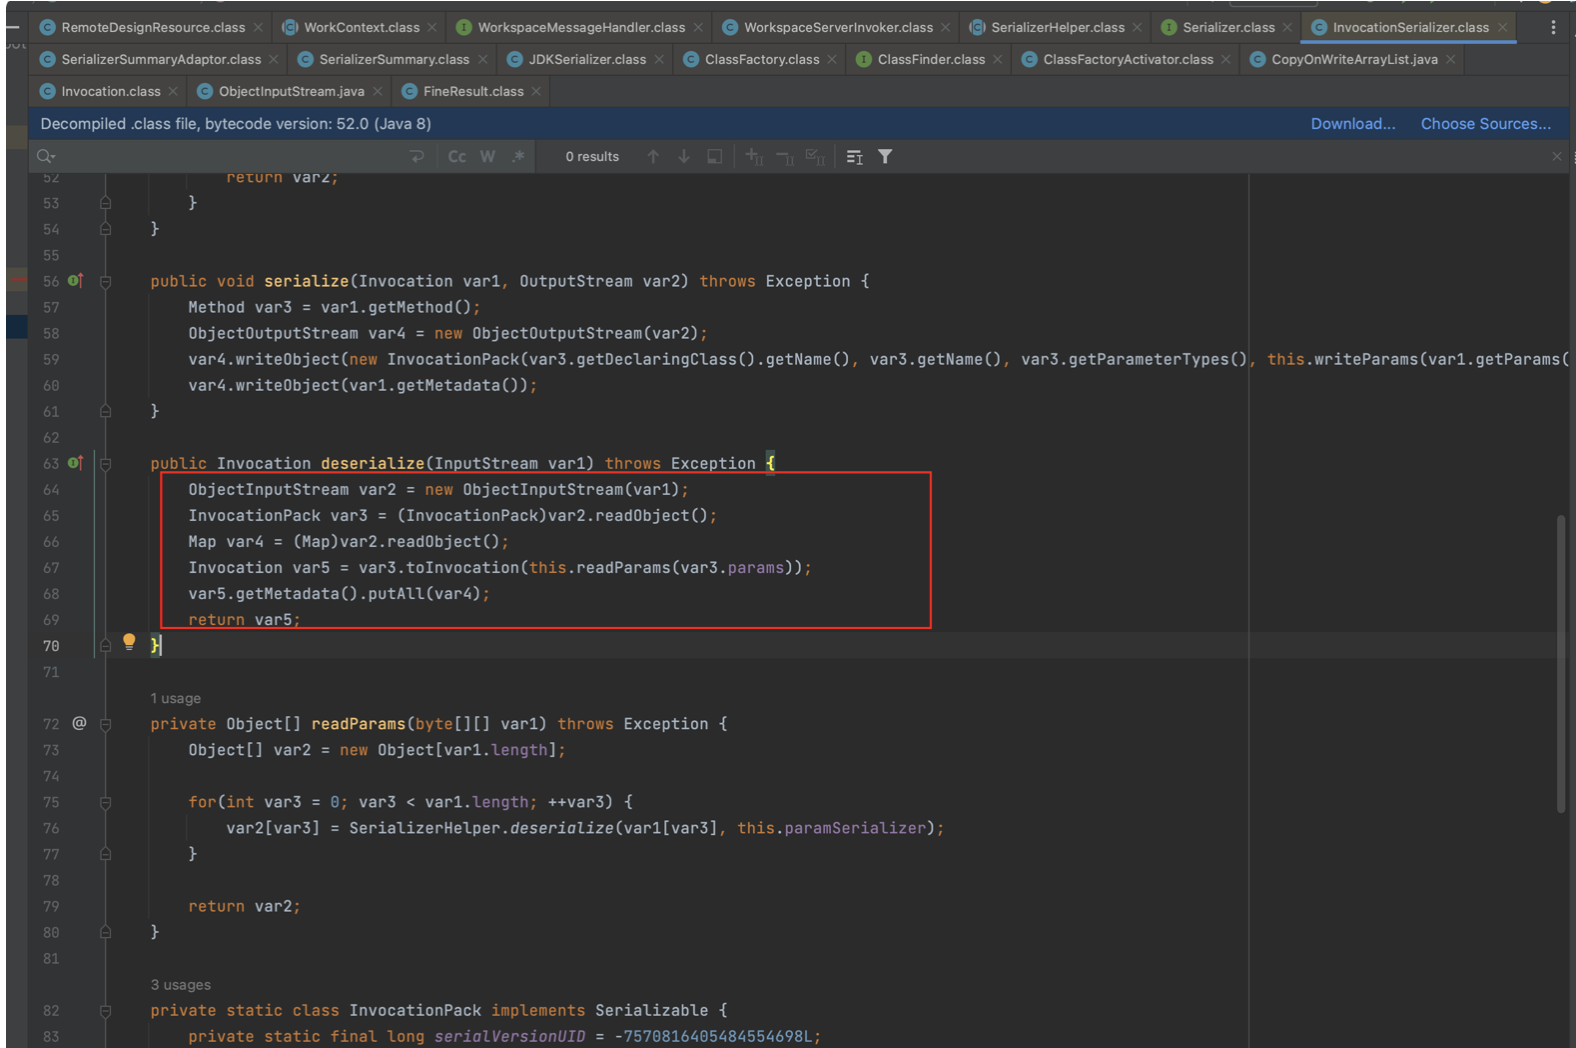 RemoteDesignResource.class WorkContext.class WorkspaceMessageHandler.class WorkspaceServerInvoker.class SerializerHelper.class Serializer.class InvocationSerializer.class
SerializerSummaryAdaptor.class SerializerSummary.class JDKSerializer.class ClassFactory.class ClassFinder.class ClassFactoryActivator.class CopyOnWriteArrayList.java
Invocation.class ObjectInputStream.java FineResult.class
Decompiled .class file, bytecode version: 52.0 (Java 8) Download... Choose Sources...
Cc W .* 0 results
52 return var2;
53 }
54 }
55
56 public void serialize(Invocation var1, OutputStream var2) throws Exception {
57 Method var3 = var1.getMethod();
58 ObjectOutputStream var4 = new ObjectOutputStream(var2);
59 var4.writeObject(new InvocationPack(var3.getDeclaringClass().getName(), var3.getName(), var3.getParameterTypes(), this.writeParams(var1.getParams(
60 var4.writeObject(var1.getMetadata());
61 }
62
63 public Invocation deserialize(InputStream var1) throws Exception {
64 ObjectInputStream var2 = new ObjectInputStream(var1);
65 InvocationPack var3 = (InvocationPack)var2.readObject();
66 Map var4 = (Map)var2.readObject();
67 Invocation var5 = var3.toInvocation(this.readParams(var3.params));
68 var5.getMetadata().putAll(var4);
69 return var5;
70 }
71
1 usage
72 @ private Object[] readParams(byte[][] var1) throws Exception {
73 Object[] var2 = new Object[var1.length];
74
75 for(int var3 = 0; var3 < var1.length; ++var3) {
76 var2[var3] = SerializerHelper.deserialize(var1[var3], this.paramSerializer);
77 }
78
79 return var2;
80 }
81
3 usages
82 private static class InvocationPack implements Serializable {
83 private static final long serialVersionUID = -7570816405484554698L;